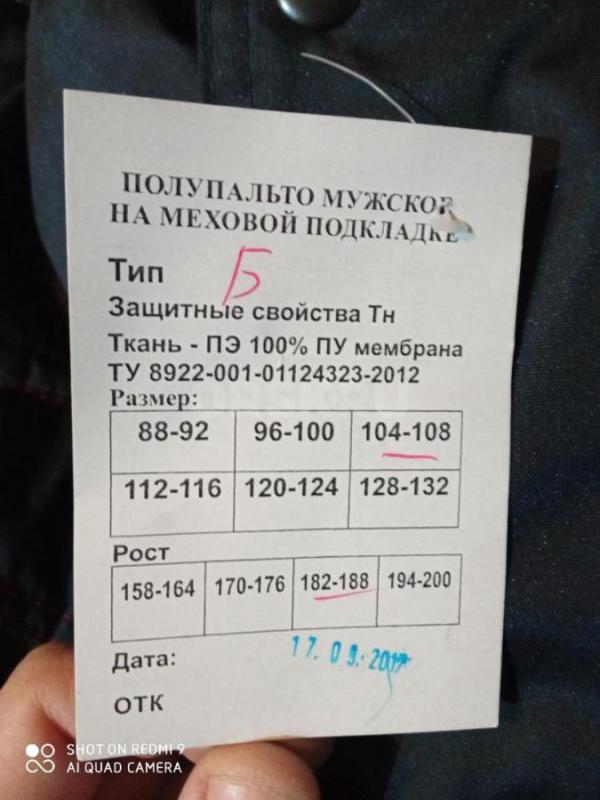 ПОЛУПАЛЬТО МУЖСКОЕ
НА МЕХОВОЙ ПОДКЛАДКЕ
Тип Б
Защитные свойства Тн
Ткань - ПЭ 100% ПУ мембрана
ТУ 8922-001-01124323-2012
Размер:
88-92 96-100 104-108
112-116 120-124 128-132
Рост
158-164 170-176 182-188 194-200
Дата: 17.09.2017
ОТК
SHOT ON REDMI 9
AI QUAD CAMERA